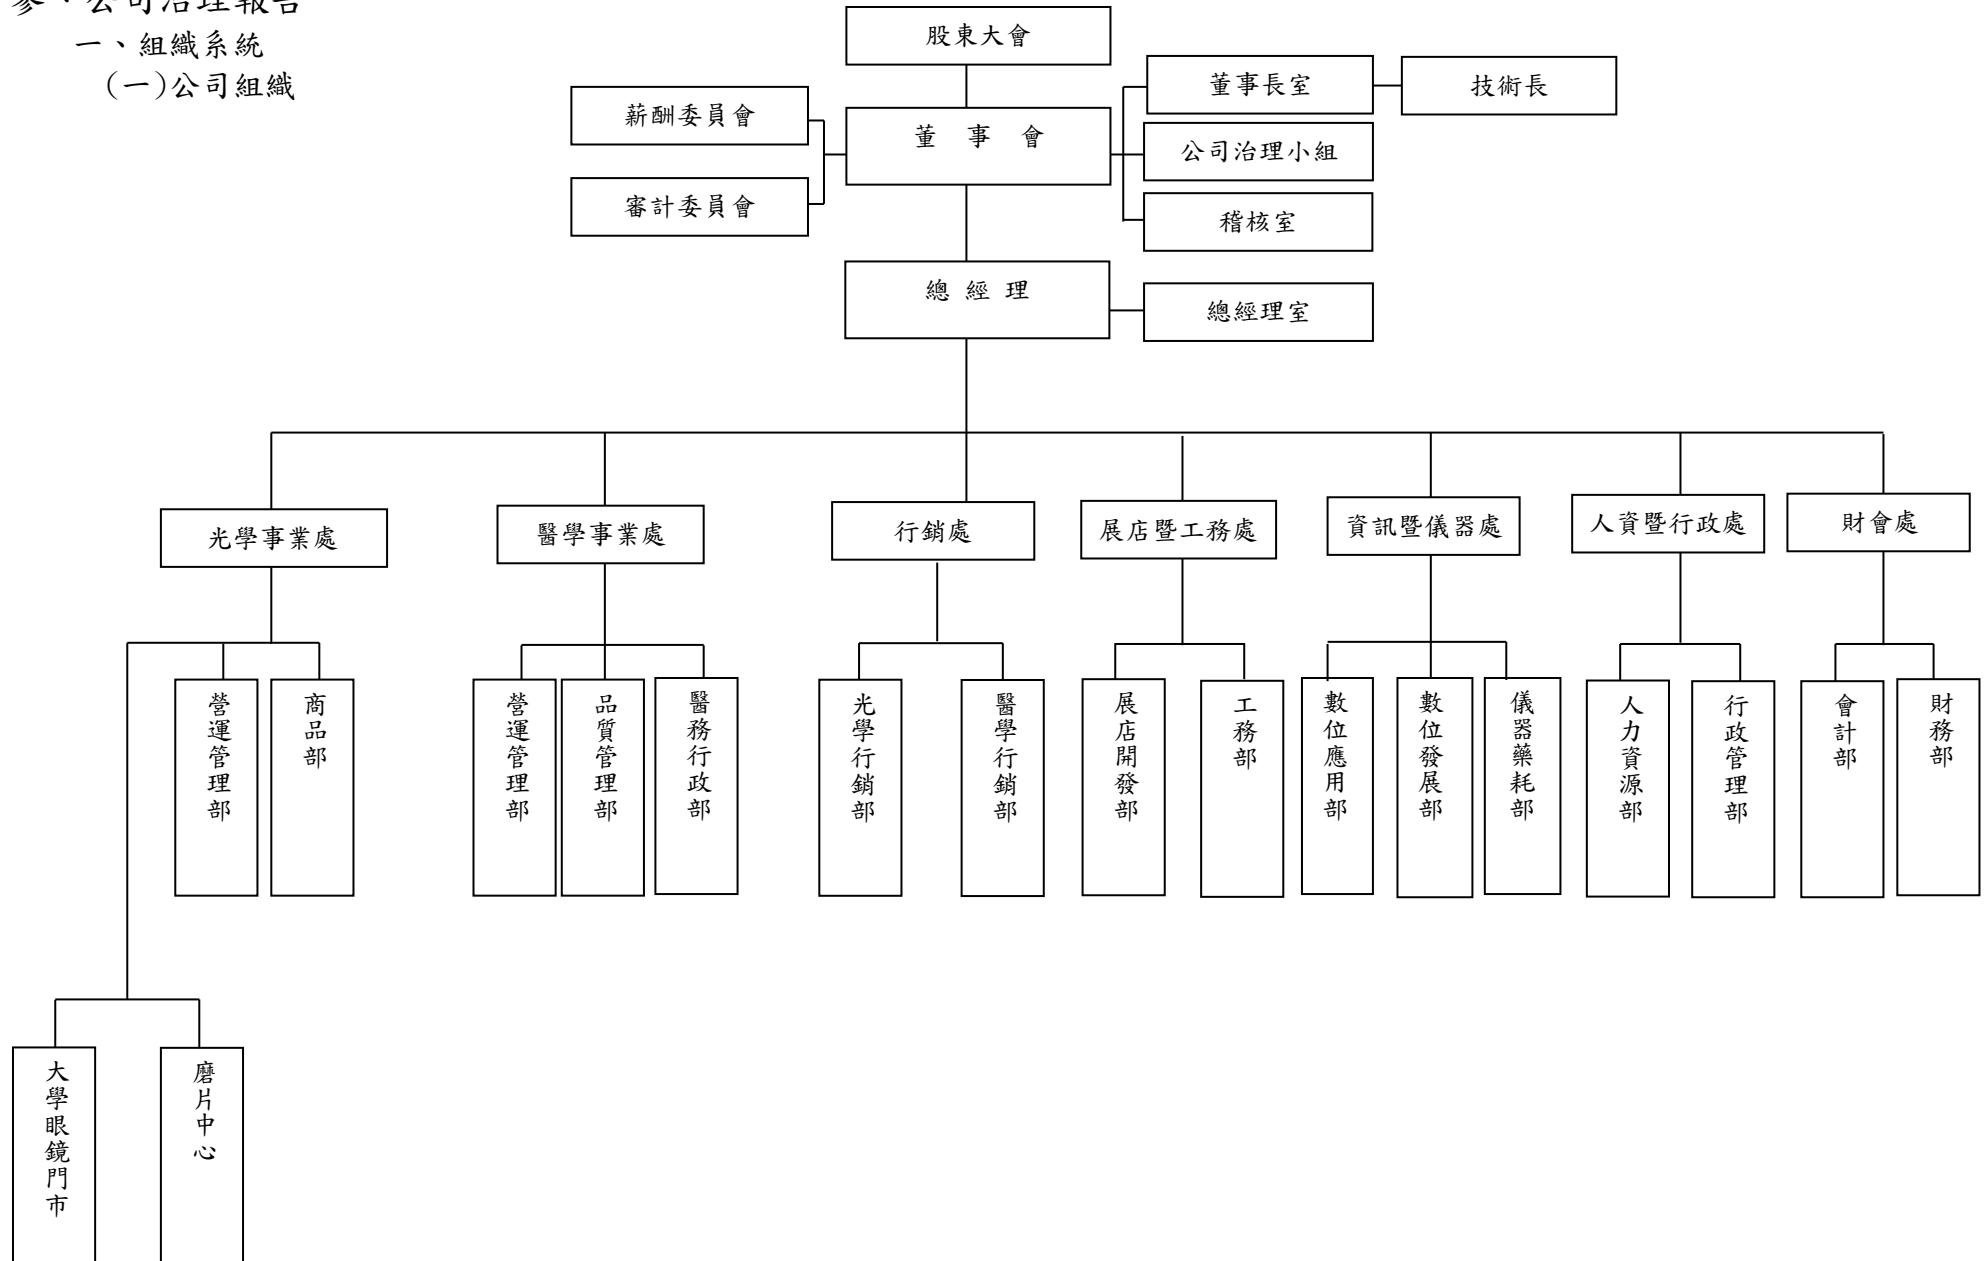 參、公司治理報告
一、組織系統
(一)公司組織
股東大會
董事長室
技術長
薪酬委員會
董 事 會
公司治理小組
審計委員會
稽核室
總 經 理
總經理室
光學事業處
醫學事業處
行銷處
展店暨工務處
資訊暨儀器處
人資暨行政處
財會處
營運管理部
商品部
營運管理部
品質管理部
醫務行政部
光學行銷部
醫學行銷部
展店開發部
工務部
數位應用部
數位發展部
儀器藥耗部
人力資源部
行政管理部
會計部
財務部
大學眼鏡門市
磨片中心